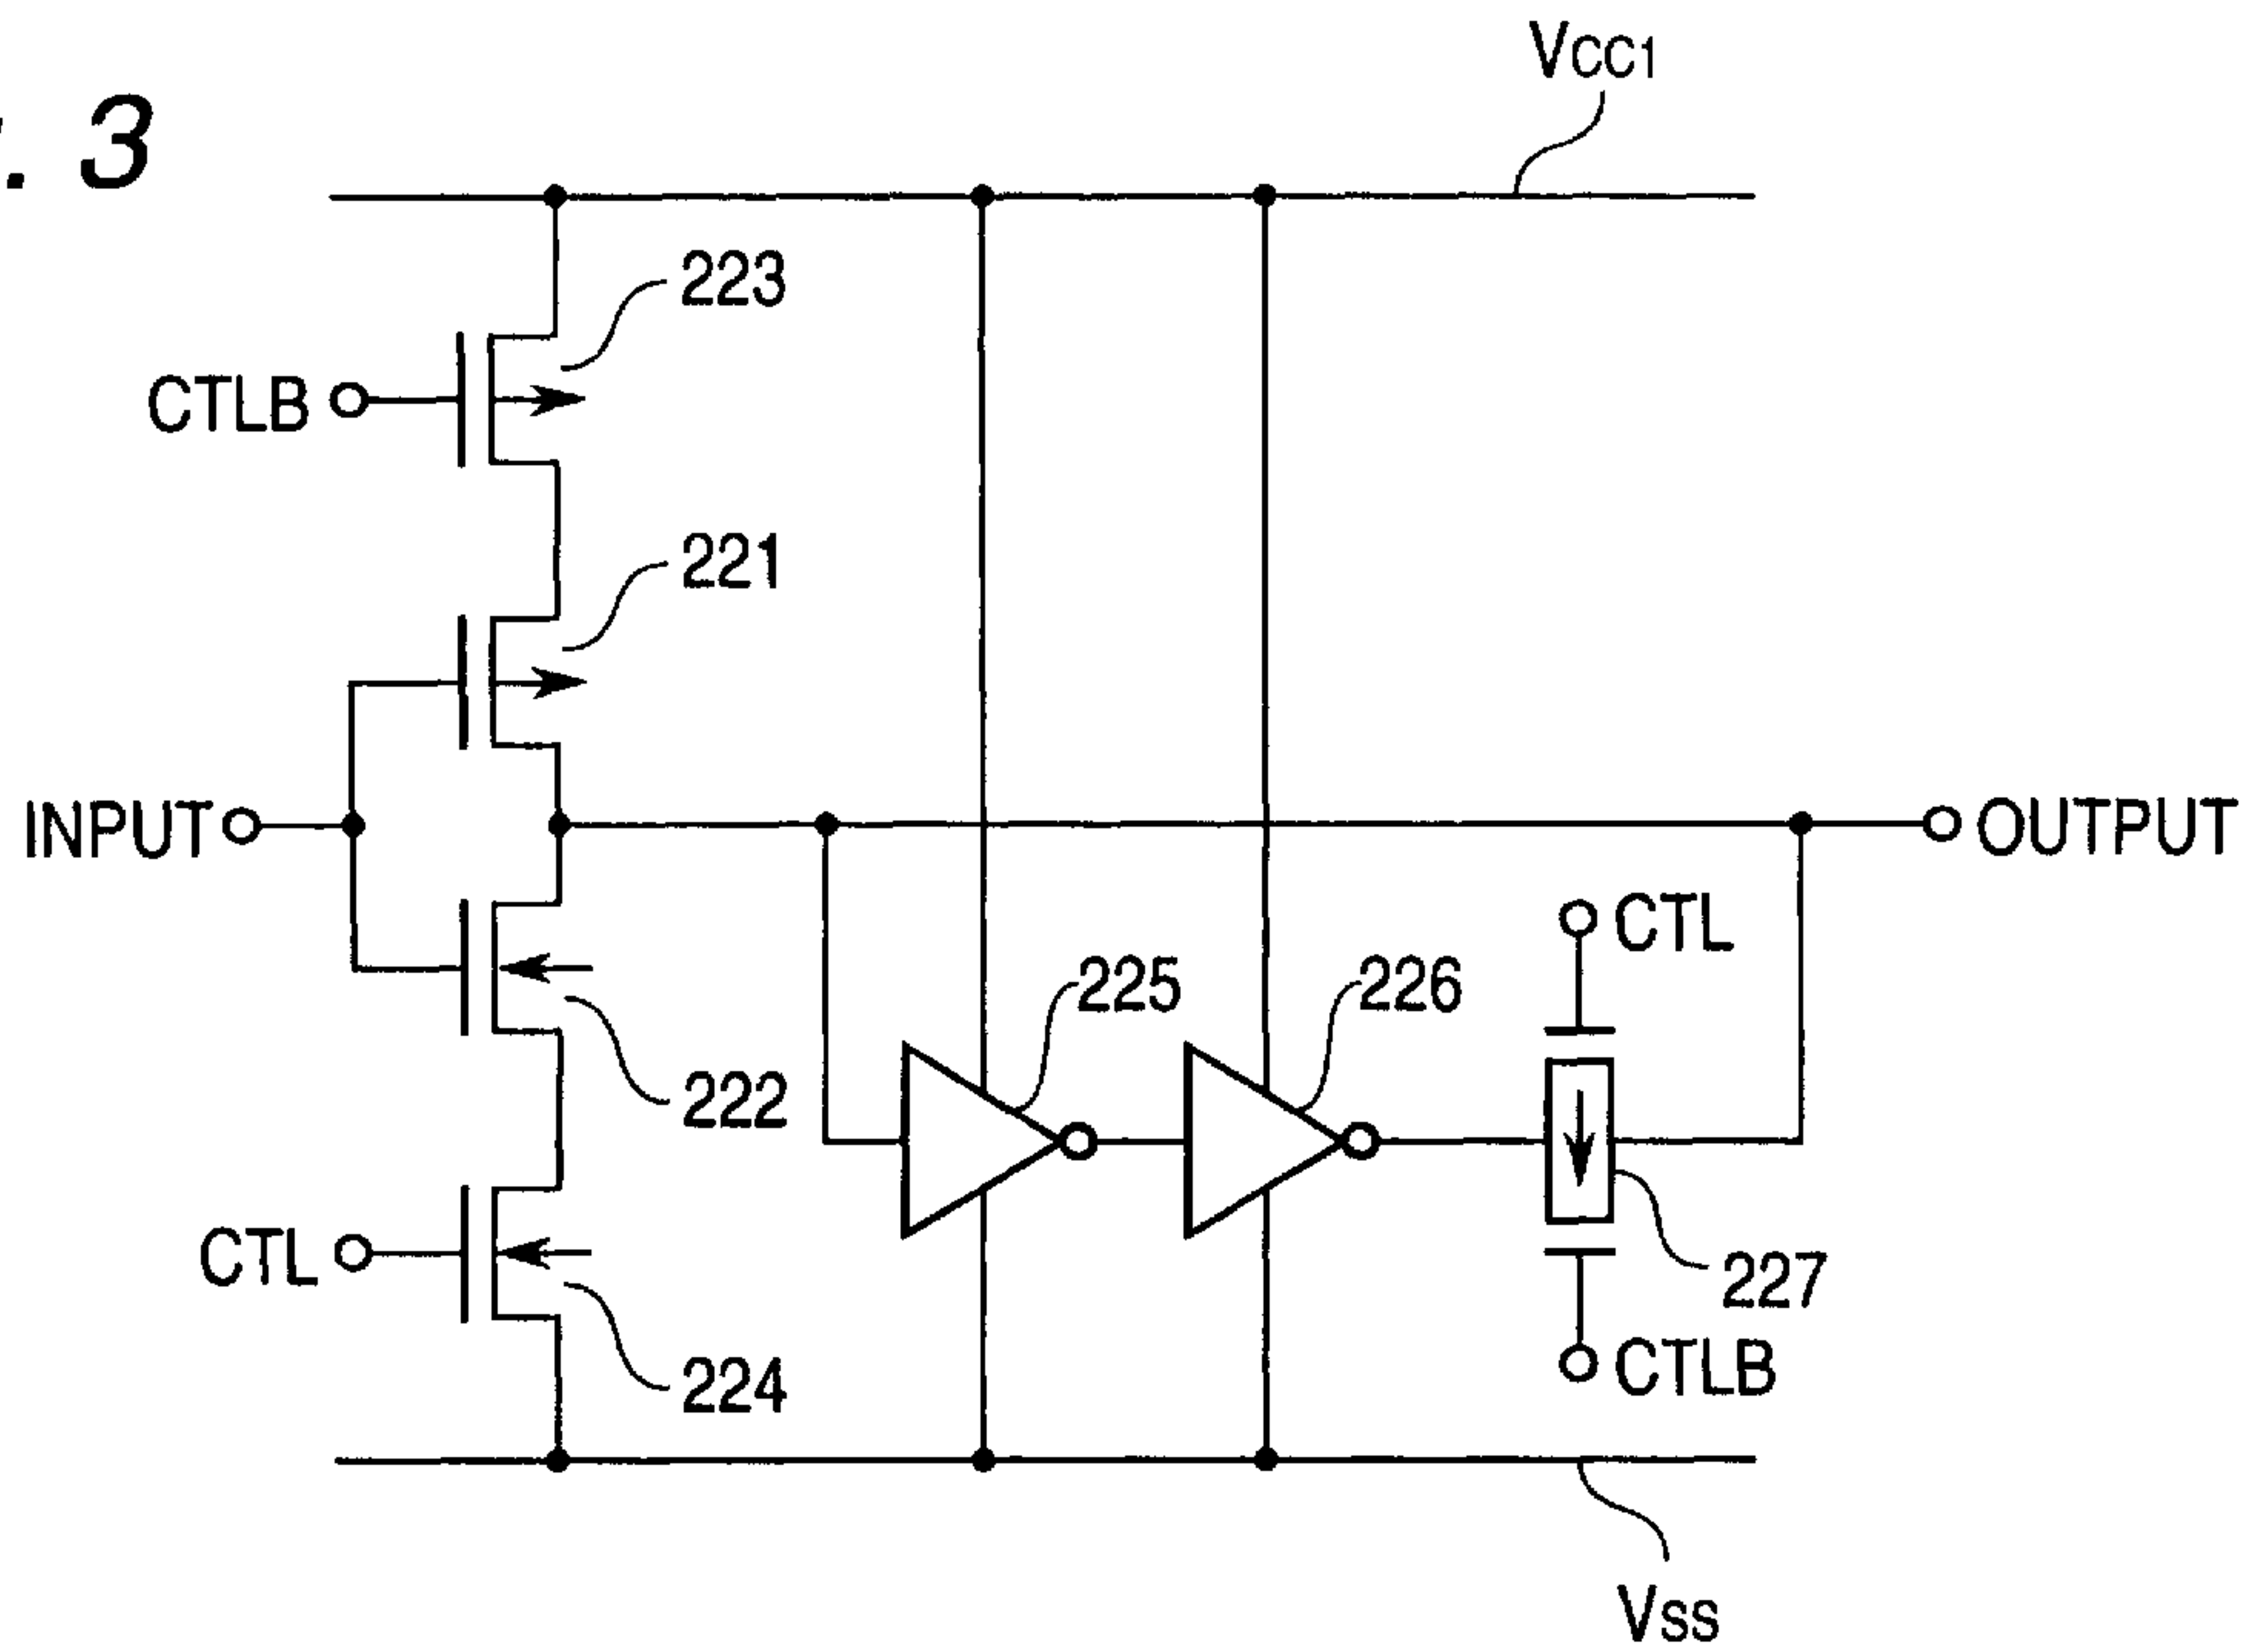 . 3
VCC1
223
CTLB
221
INPUT
OUTPUT
CTL
225
226
222
CTL
227
CTLB
224
VSS